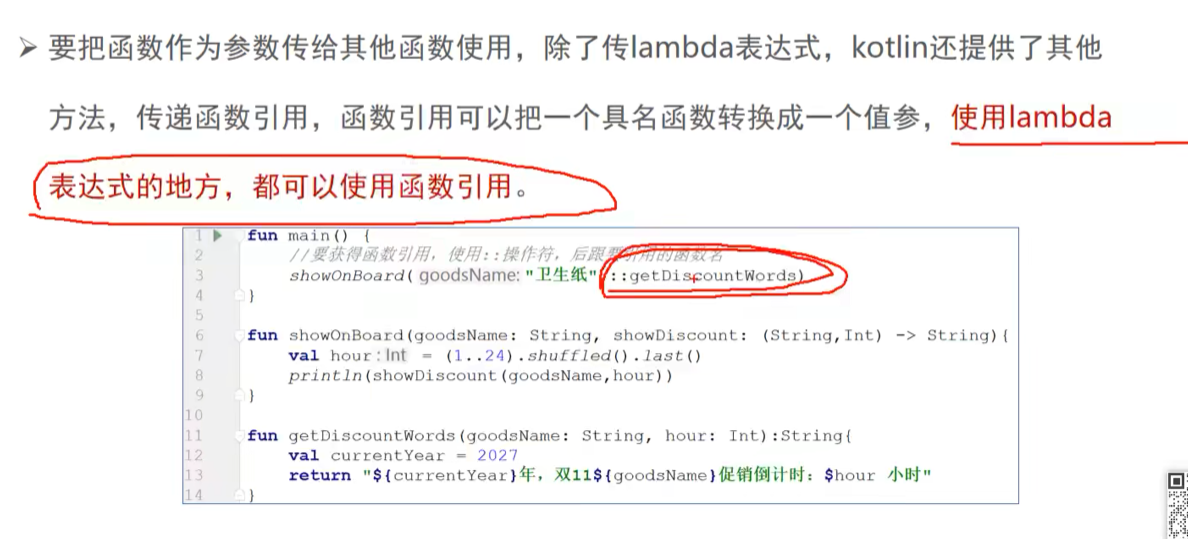 ➢ 要把函数作为参数传给其他函数使用，除了传lambda表达式，kotlin还提供了其他
方法，传递函数引用，函数引用可以把一个具名函数转换成一个值参，使用lambda
表达式的地方，都可以使用函数引用。
1 fun main() {
2 //要获得函数引用，使用::操作符，后跟要引用的函数名
3 showOnBoard( goodsName: "卫生纸" ::getDiscountWords)
4 }
5
6 fun showOnBoard(goodsName: String, showDiscount: (String,Int) -> String){
7 val hour: Int = (1..24).shuffled().last()
8 println(showDiscount(goodsName,hour))
9 }
10
11 fun getDiscountWords(goodsName: String, hour: Int):String{
12 val currentYear = 2027
13 return "${currentYear}年，双11${goodsName}促销倒计时：$hour 小时"
14 }